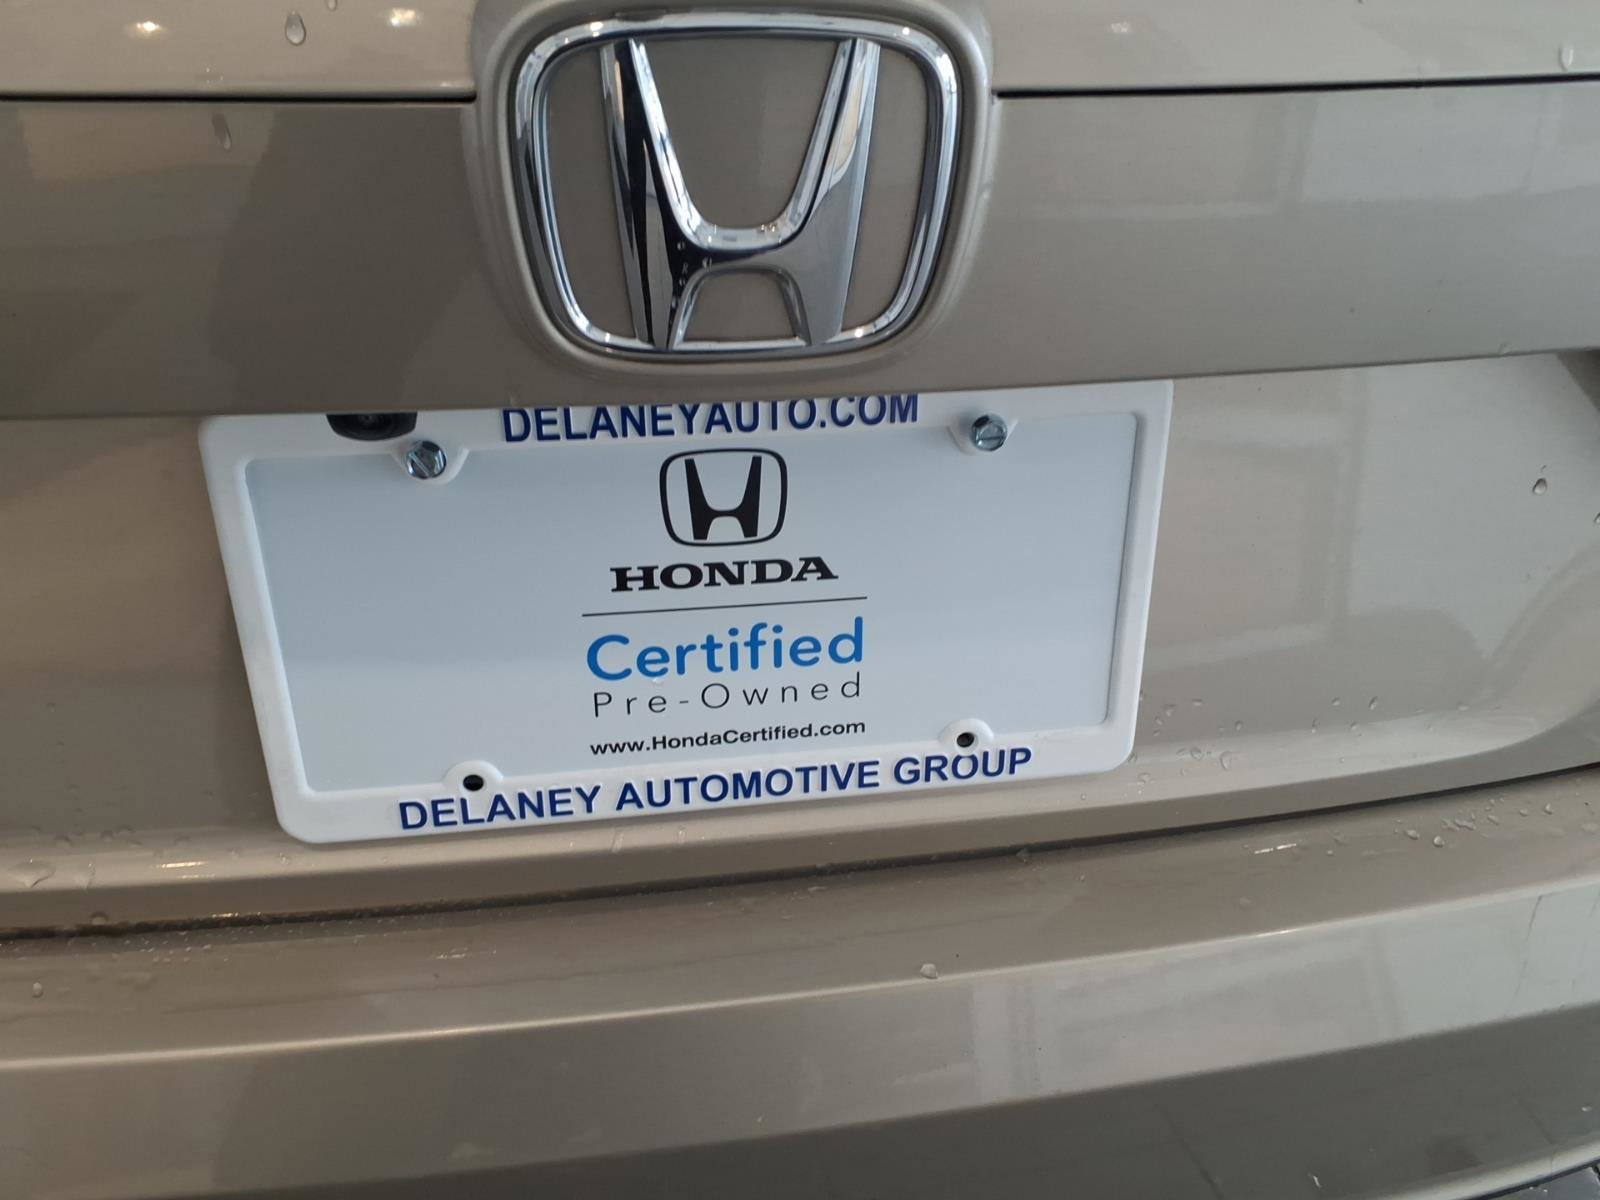 DELANEYAUTO.COM
HONDA
Certified
Pre-Owned
www.HondaCertified.com
DELANEY AUTOMOTIVE GROUP